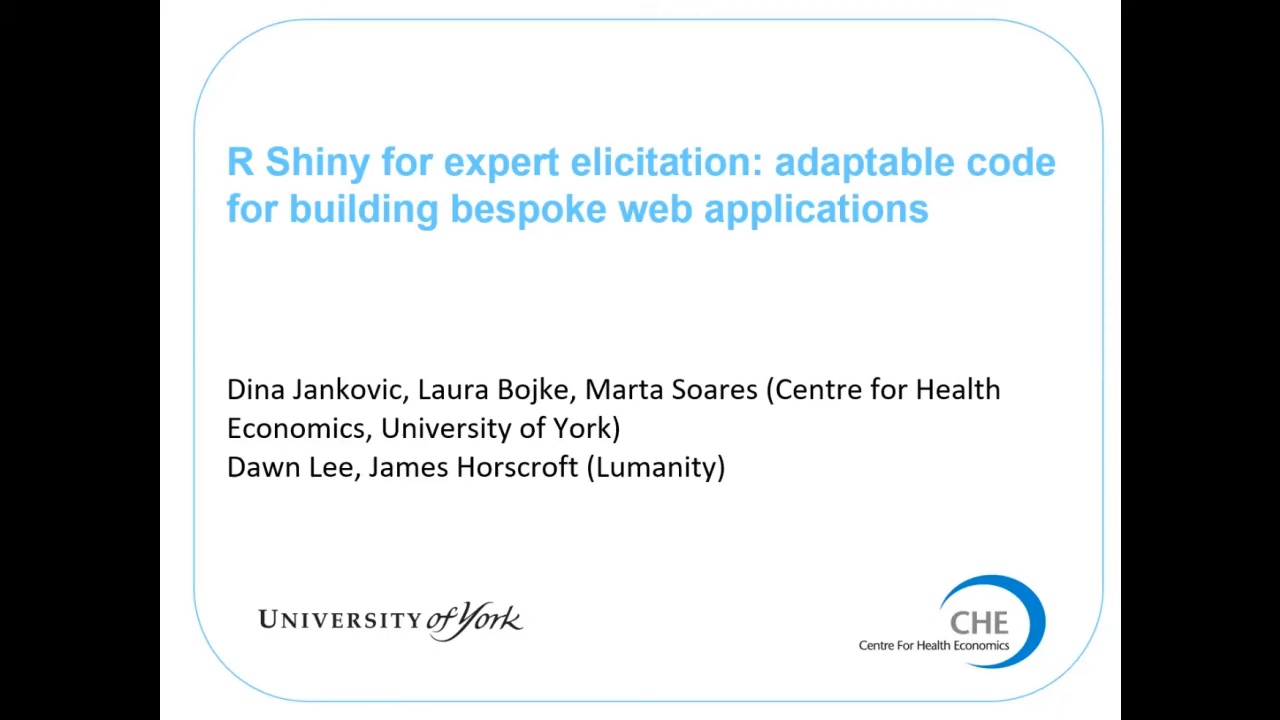 R Shiny for expert elicitation: adaptable code
for building bespoke web applications
Dina Jankovic, Laura Bojke, Marta Soares (Centre for Health
Economics, University of York)
Dawn Lee, James Horscroft (Lumanity)
UNIVERSITY of York
CHE
Centre For Health Economics